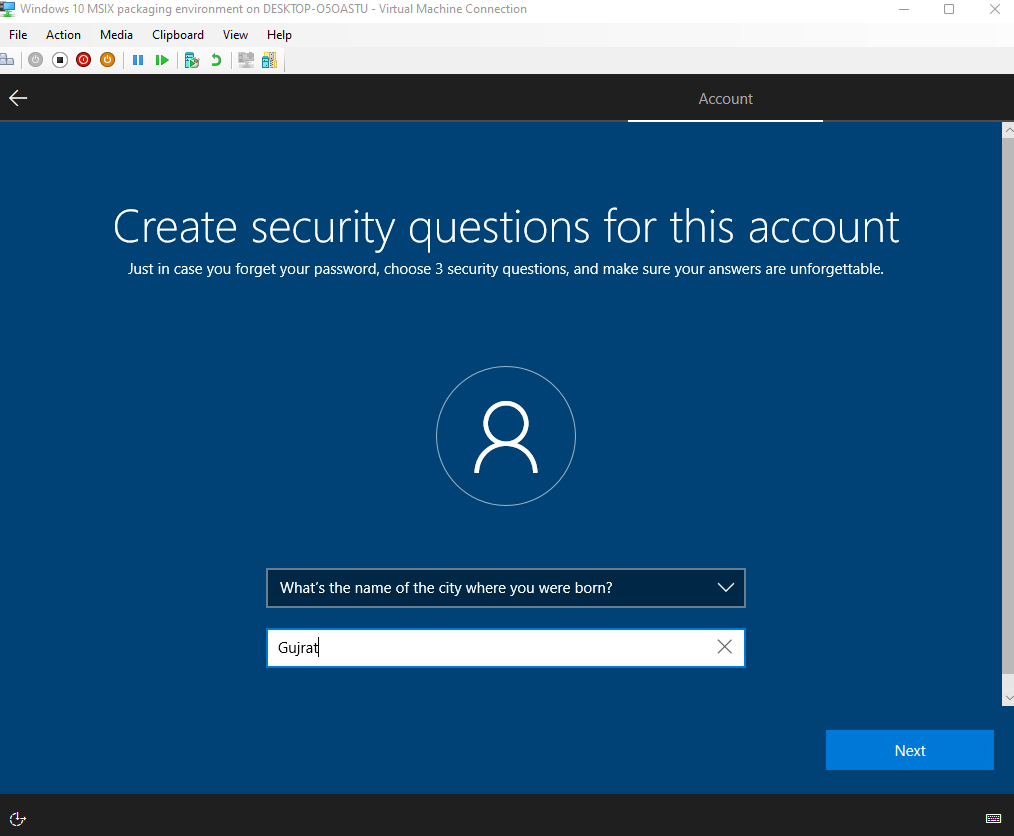 Windows 10 MSIX packaging environment on DESKTOP-O5OASTU - Virtual Machine Connection
File Action Media Clipboard View Help
Account
Create security questions for this account
Just in case you forget your password, choose 3 security questions, and make sure your answers are unforgettable.
What's the name of the city where you were born?
Gujrat
Next